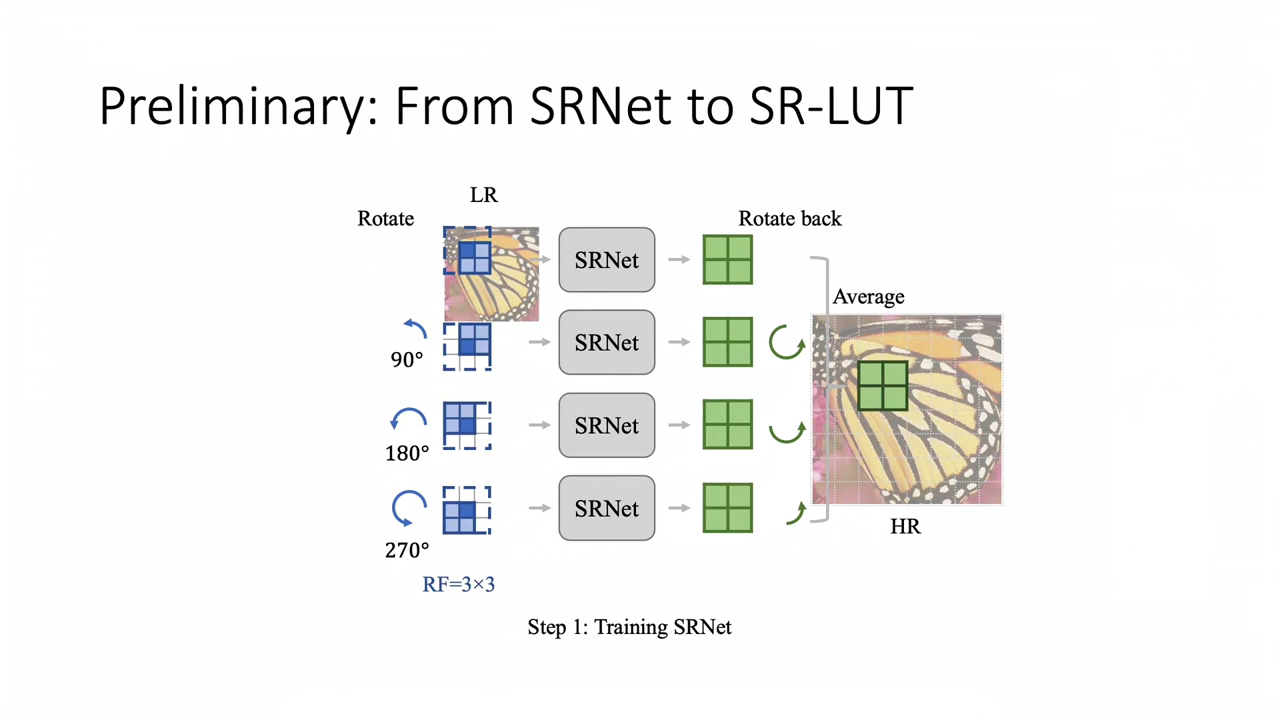 Preliminary: From SRNet to SR-LUT
LR
Rotate
Rotate back
SRNet
Average
90°
SRNet
180°
SRNet
270°
SRNet
HR
RF=3×3
Step 1: Training SRNet